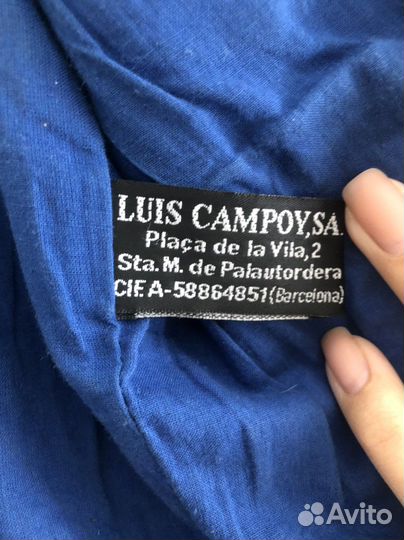 LUIS CAMPOY,SA.
Plaça de la Vila,2
Sta. M. de Palautordera
CIF. A-58864851 (Barcelona)
Avito